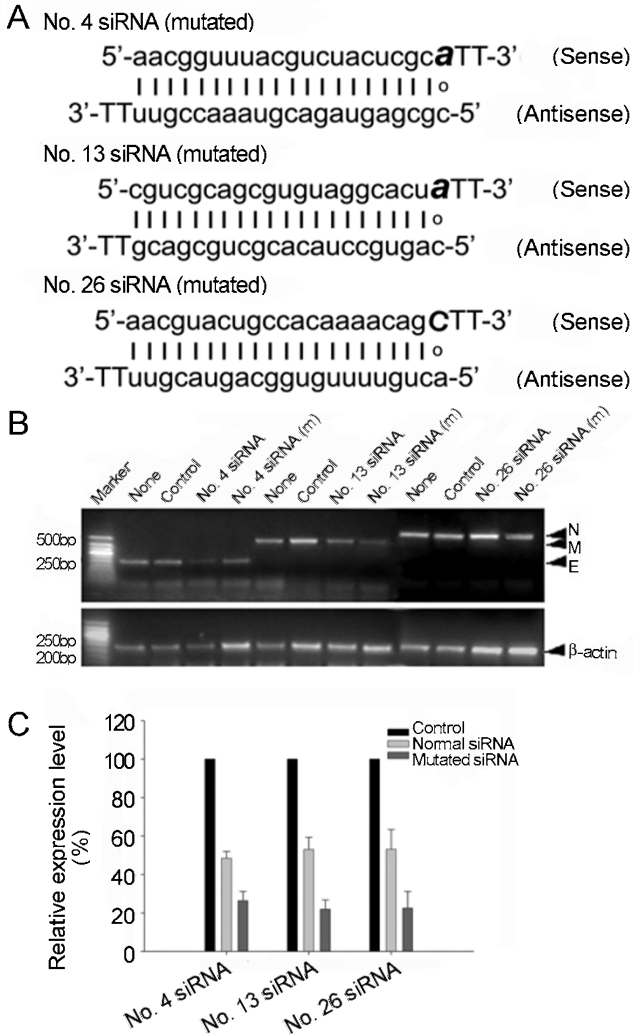 A
No. 4 siRNA (mutated)
5’-aacgguuuacgucuacucgcaTT-3’ (Sense)
3’-TTuugccaaaugcagaugagcgc-5’ (Antisense)
No. 13 siRNA (mutated)
5’-cgucgcagcguguaggcacuaTT-3’ (Sense)
3’-TTgcagcgucgcacauccgugac-5’ (Antisense)
No. 26 siRNA (mutated)
5’-aacguacugccacaaaacagcTT-3’ (Sense)
3’-TTuugcaugacgguguuuuguca-5’ (Antisense)
B
Marker None Control No. 4 siRNA No. 4 siRNA (m) None Control No. 13 siRNA No. 13 siRNA (m) None Control No. 26 siRNA No. 26 siRNA (m)
500bp
250bp
N
M
E
250bp
200bp
β-actin
C
Relative expression level
(%)
120
100
80
60
40
20
0
Control
Normal siRNA
Mutated siRNA
No. 4 siRNA
No. 13 siRNA
No. 26 siRNA